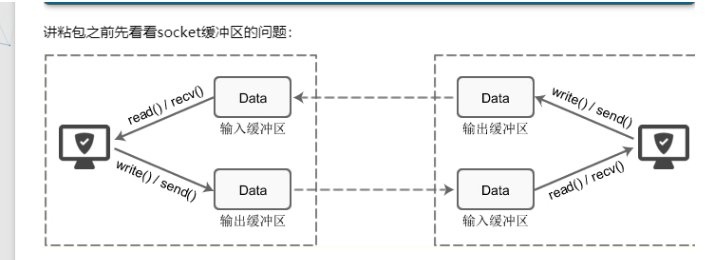 讲粘包之前先看看socket缓冲区的问题：
read() / recv()
Data
输入缓冲区
write() / send()
Data
输出缓冲区
Data
输出缓冲区
write() / send()
Data
输入缓冲区
read() / recv()